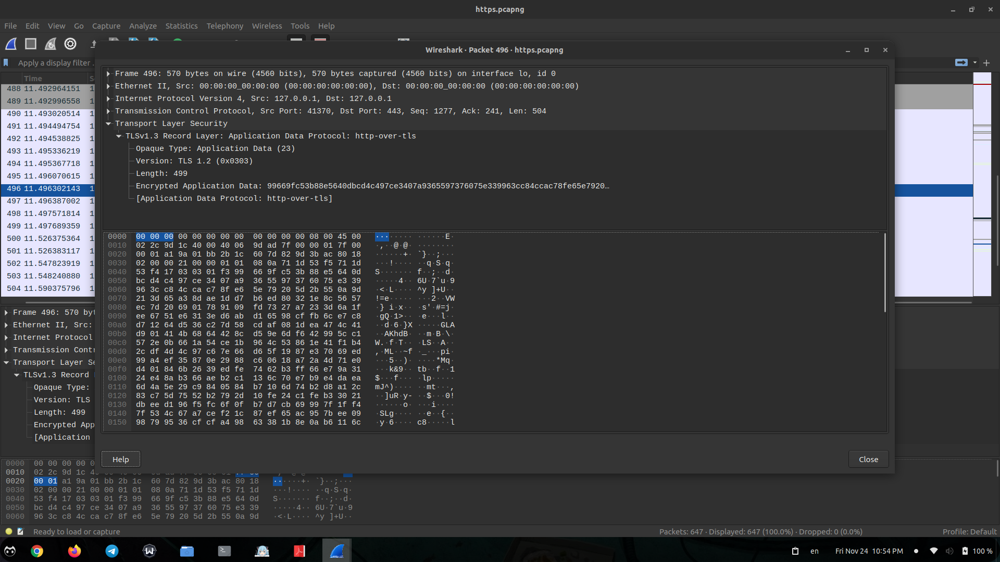 https.pcapng
File Edit View Go Capture Analyze Statistics Telephony Wireless Tools Help
Wireshark · Packet 496 · https.pcapng
Apply a display filter
Time
488 11.492964151 1
489 11.492996558 1
490 11.493020514 1
491 11.494494754 1
492 11.494538825 1
493 11.495336219 1
494 11.495367718 1
495 11.496070615 1
496 11.496302143 1
497 11.496387002 1
498 11.497571814 1
499 11.497689359 1
500 11.526375364 1
501 11.526383117 1
502 11.547823919 1
503 11.548240880 1
504 11.590375796 1
Frame 496: 570 bytes on wire (4560 bits), 570 bytes captured (4560 bits) on interface lo, id 0
Ethernet II, Src: 00:00:00_00:00:00 (00:00:00:00:00:00), Dst: 00:00:00_00:00:00 (00:00:00:00:00:00)
Internet Protocol Version 4, Src: 127.0.0.1, Dst: 127.0.0.1
Transmission Control Protocol, Src Port: 41370, Dst Port: 443, Seq: 1277, Ack: 241, Len: 504
Transport Layer Security
TLSv1.3 Record Layer: Application Data Protocol: http-over-tls
Opaque Type: Application Data (23)
Version: TLS 1.2 (0x0303)
Length: 499
Encrypted Application Data: 99669fc53b88e5640dbcd4c497ce3407a9365597376075e339963cc84ccac78fe65e7920…
[Application Data Protocol: http-over-tls]
0000 00 00 00 00 00 00 00 00 00 00 00 00 08 00 45 00 ··············E·
0010 02 2c 9d 1c 40 00 40 06 9d ad 7f 00 00 01 7f 00 ·,··@·@· ········
0020 00 01 a1 9a 01 bb 2b 1c 60 7d 82 9d 3b ac 80 18 ······+· `}··;···
0030 02 00 00 21 00 00 01 01 08 0a 71 1d 53 f5 71 1d ···!···· ··q·S·q·
0040 53 f4 17 03 03 01 f3 99 66 9f c5 3b 88 e5 64 0d S······· f··;··d·
0050 bc d4 c4 97 ce 34 07 a9 36 55 97 37 60 75 e3 39 ·····4·· 6U·7`u·9
0060 96 3c c8 4c ca c7 8f e6 5e 79 20 5d 2b 55 0a 9d ·<·L···· ^y ]+U··
0070 21 3d 65 a3 8d ae 1d d7 b6 ed 80 32 1e 8c 56 57 !=e····· ···2··VW
0080 ec 7d 20 69 01 78 91 09 fd 73 27 a7 23 3d 6a 1f ·} i·x·· ·s'·#=j·
0090 ee 67 51 e6 31 3e d6 ab d1 65 98 cf fb 6c e7 c8 ·gQ·1>·· ·e···l··
00a0 d7 12 64 d5 36 c2 7d 58 cd af 08 1d ea 47 4c 41 ··d·6·}X ·····GLA
00b0 d9 01 41 4b 68 64 42 8c d5 9e 6d f6 42 99 5c c1 ··AKhdB· ··m·B·\·
00c0 57 2e 0b 66 1a 54 ce 1b 96 4c 53 86 1e 41 f1 b4 W.·f·T·· ·LS··A··
00d0 2c df 4d 4c 97 c6 7e 66 d6 5f 19 87 e3 70 69 ed ,·ML··~f ·_···pi·
00e0 99 a4 ef 35 87 0e 29 88 c6 06 18 a7 2a 4d 71 e0 ···5··)· ····*Mq·
00f0 d4 01 84 6b 26 39 ed fe 74 62 b3 ff 66 e7 9a 31 ···k&9·· tb··f··1
0100 24 e4 8a b3 66 ae b2 c1 13 6c 70 e7 b9 e4 da ea $···f··· ·lp·····
0110 6d 4a 5e 29 c9 84 05 84 b7 10 6d 74 b2 d8 a1 2c mJ^)···· ··mt···,
0120 83 c7 5d 75 52 b2 79 2d 10 fe 24 c1 fe b3 30 21 ··]uR·y- ··$···0!
0130 db ee d1 96 f5 fc 6f 0f b7 d7 cb 69 99 7f 1f f4 ······o· ···i····
0140 7f 53 4c 67 a7 ce f2 1c 87 ef 65 ac 95 7b ee 09 ·SLg···· ··e··{··
0150 98 79 95 36 cf cf a4 98 63 38 1b 8e 0a b6 11 6c ·y·6···· c8·····l
Help Close
Frame 496: 570 byt
Ethernet II, Src:
Internet Protocol
Transmission Contr
Transport Layer Se
TLSv1.3 Record
Opaque Type:
Version: TLS
Length: 499
Encrypted App
[Application
0000 00 00 00 00 0
0010 02 2c 9d 1c 4
0020 00 01 a1 9a 01 bb 2b 1c 60 7d 82 9d 3b ac 80 18 ······+· `}··;···
0030 02 00 00 21 00 00 01 01 08 0a 71 1d 53 f5 71 1d ···!···· ··q·S·q·
0040 53 f4 17 03 03 01 f3 99 66 9f c5 3b 88 e5 64 0d S······· f··;··d·
0050 bc d4 c4 97 ce 34 07 a9 36 55 97 37 60 75 e3 39 ·····4·· 6U·7`u·9
0060 96 3c c8 4c ca c7 8f e6 5e 79 20 5d 2b 55 0a 9d ·<·L···· ^y ]+U··
Ready to load or capture Packets: 647 · Displayed: 647 (100.0%) · Dropped: 0 (0.0%) Profile: Default
en Fri Nov 24 10:54 PM 100 %